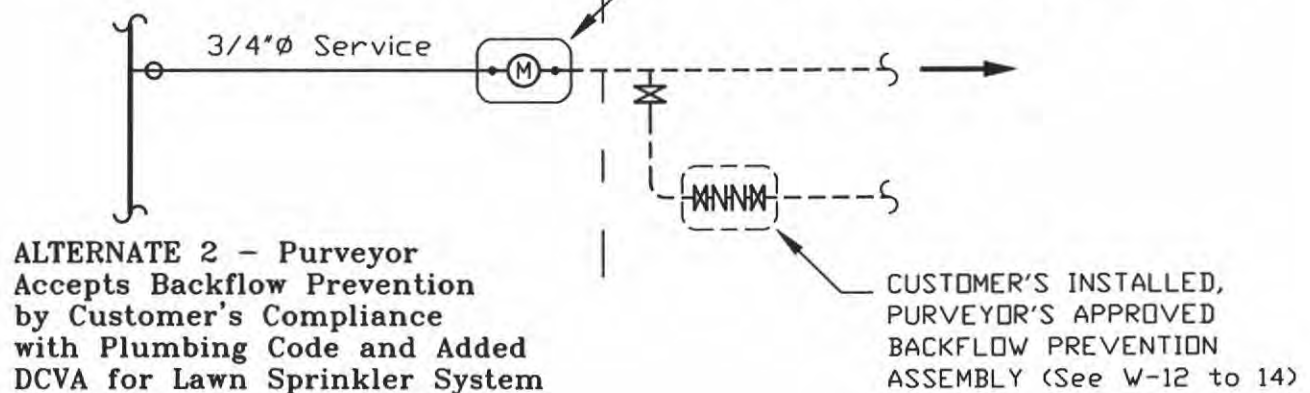 3/4"ø Service
M
ALTERNATE 2 - Purveyor
Accepts Backflow Prevention
by Customer's Compliance
with Plumbing Code and Added
DCVA for Lawn Sprinkler System
CUSTOMER'S INSTALLED,
PURVEYOR'S APPROVED
BACKFLOW PREVENTION
ASSEMBLY (See W-12 to 14)